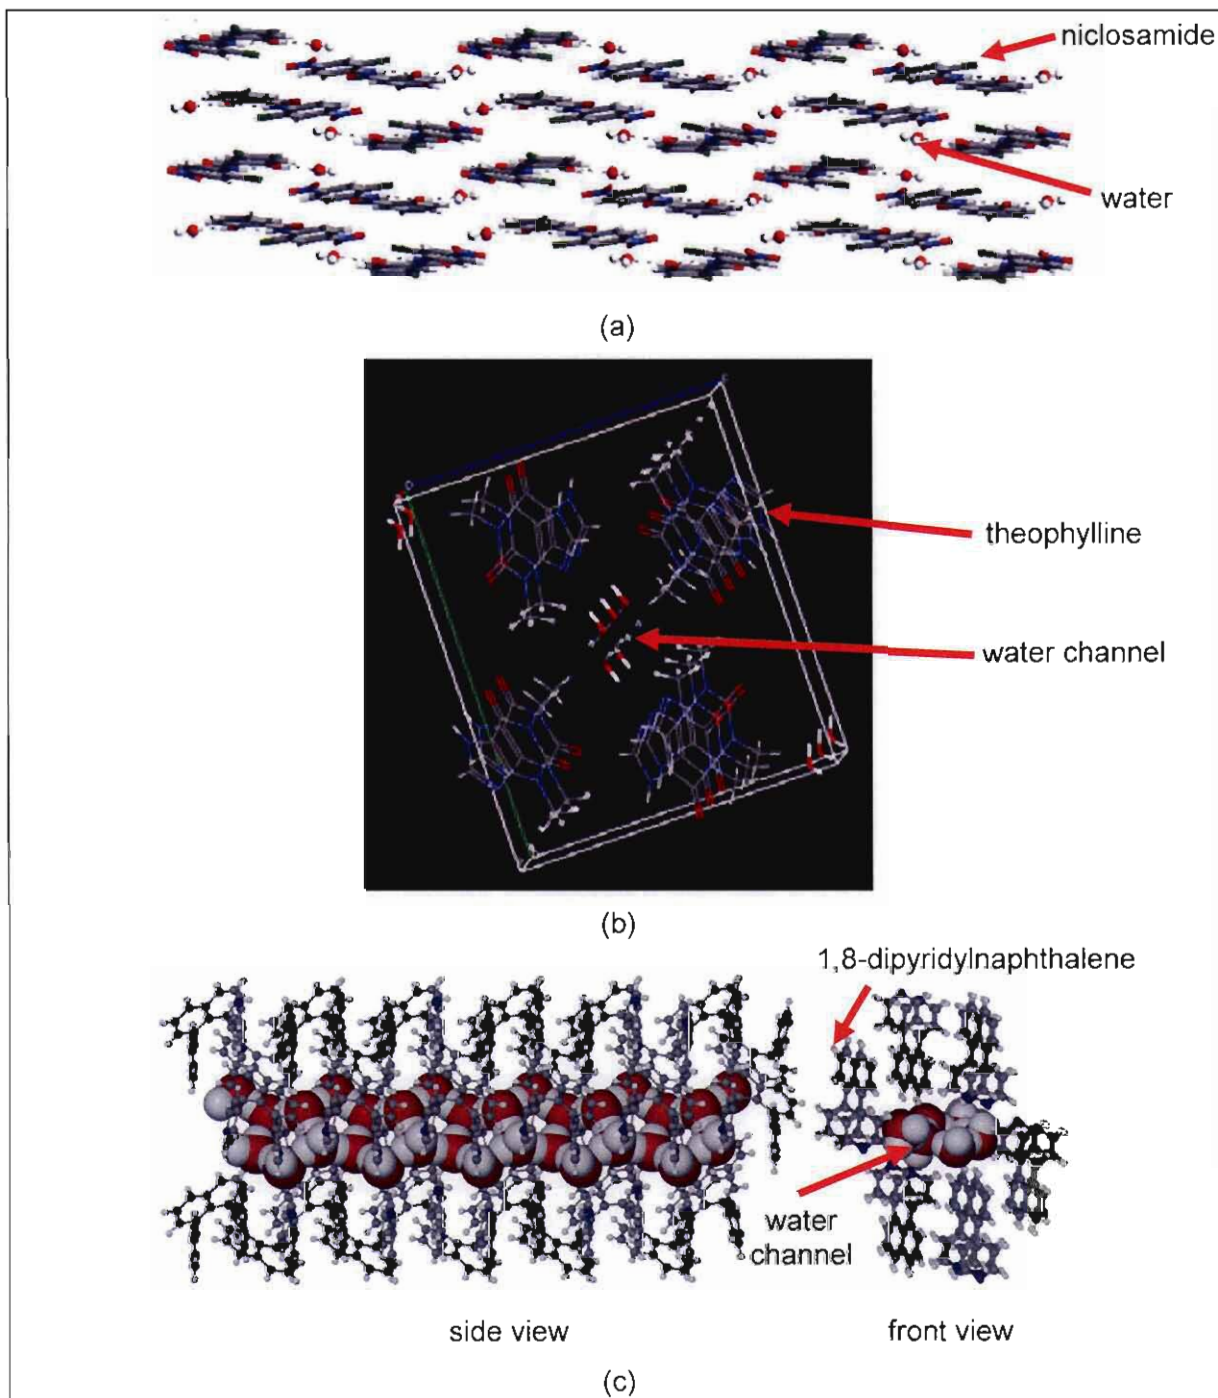 niclosamide
water
(a)
theophylline
water channel
(b)
1,8-dipyridylnaphthalene
water
channel
side view
front view
(c)